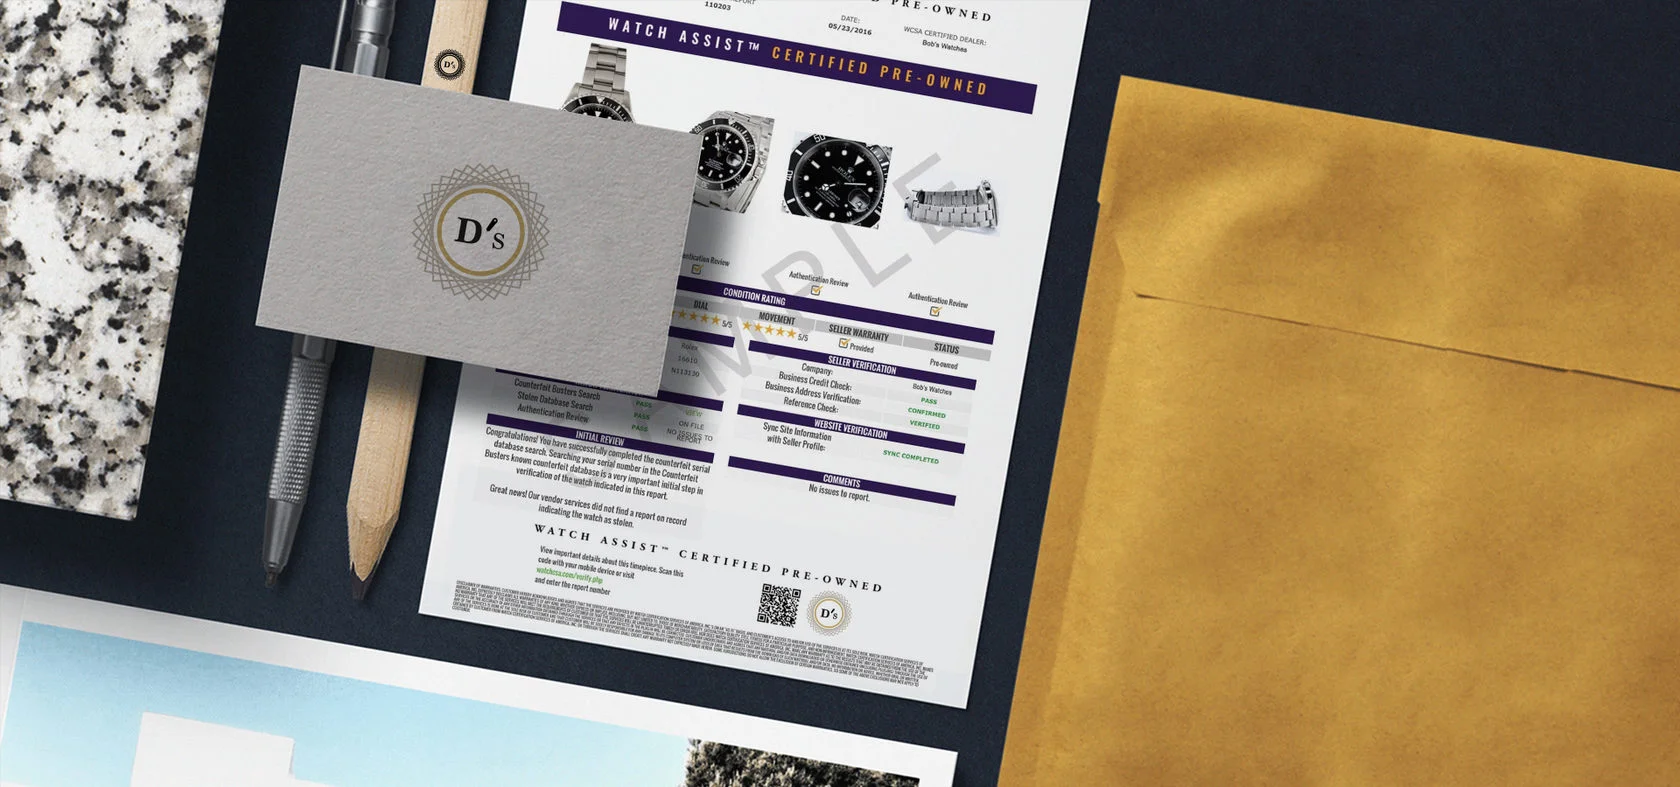 PRE-OWNED
110203
DATE:
05/23/2016
WCSA CERTIFIED DEALER:
Bob's Watches
WATCH ASSIST™ CERTIFIED PRE-OWNED
D's
D's
SAMPLE
Authentication Review
Authentication Review
CONDITION RATING
DIAL
5/5
MOVEMENT
5/5
SELLER WARRANTY
Provided
STATUS
Pre-owned
Rolex
16610
N113130
Counterfeit Busters Search
PASS
VIEW
Stolen Database Search
PASS
ON-FILE
Authentication Review:
PASS
NO ISSUES TO
REPORT
INITIAL REVIEW
Congratulations! You have successfully completed the counterfeit serial
database search. Searching your serial number in the Counterfeit
Busters known counterfeit database is a very important initial step in
verification of the watch indicated in this report.
Great news! Our vendor services did not find a report on record
indicating the watch as stolen.
SELLER VERIFICATION
Company:
Bob's Watches
Business Credit Check:
PASS
Business Address Verification:
CONFIRMED
Reference Check:
VERIFIED
WEBSITE VERIFICATION
Sync Site Information
with Seller Profile:
SYNC COMPLETED
COMMENTS
No issues to report.
WATCH ASSIST™ CERTIFIED PRE-OWNED
View important details about this timepiece. Scan this
code with your mobile device or visit
watchcsa.com/verify.php
and enter the report number
D's